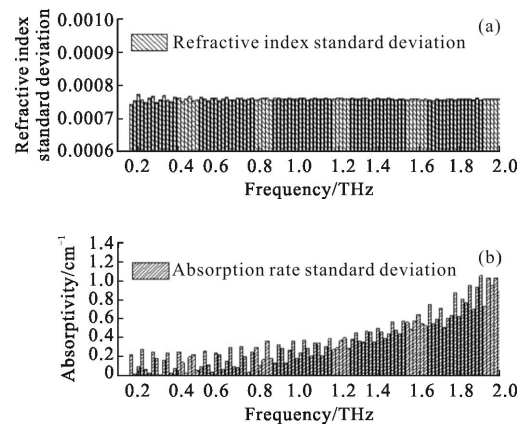 (a)
Refractive index standard deviation
Refractive index
standard deviation
0.0010
0.0009
0.0008
0.0007
0.0006
0.2 0.4 0.6 0.8 1.0 1.2 1.4 1.6 1.8 2.0
Frequency/THz
(b)
Absorption rate standard deviation
Absorptivity/cm⁻¹
1.4
1.2
1.0
0.8
0.6
0.4
0.2
0
0.2 0.4 0.6 0.8 1.0 1.2 1.4 1.6 1.8 2.0
Frequency/THz